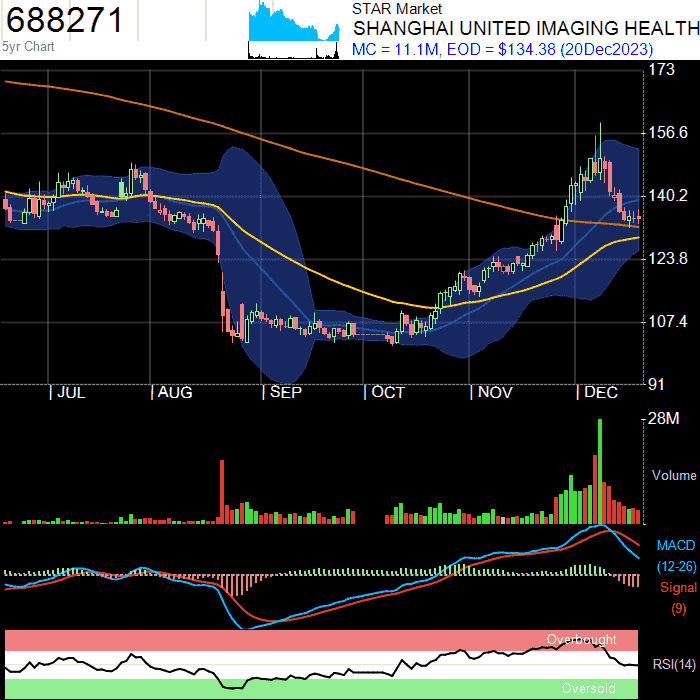 688271
5yr Chart
STAR Market
SHANGHAI UNITED IMAGING HEALTH
MC = 11.1M, EOD = $134.38 (20Dec2023)
173
156.6
140.2
123.8
107.4
91
JUL
AUG
SEP
OCT
NOV
DEC
28M
Volume
MACD
(12-26)
Signal
(9)
Overbought
RSI(14)
Oversold